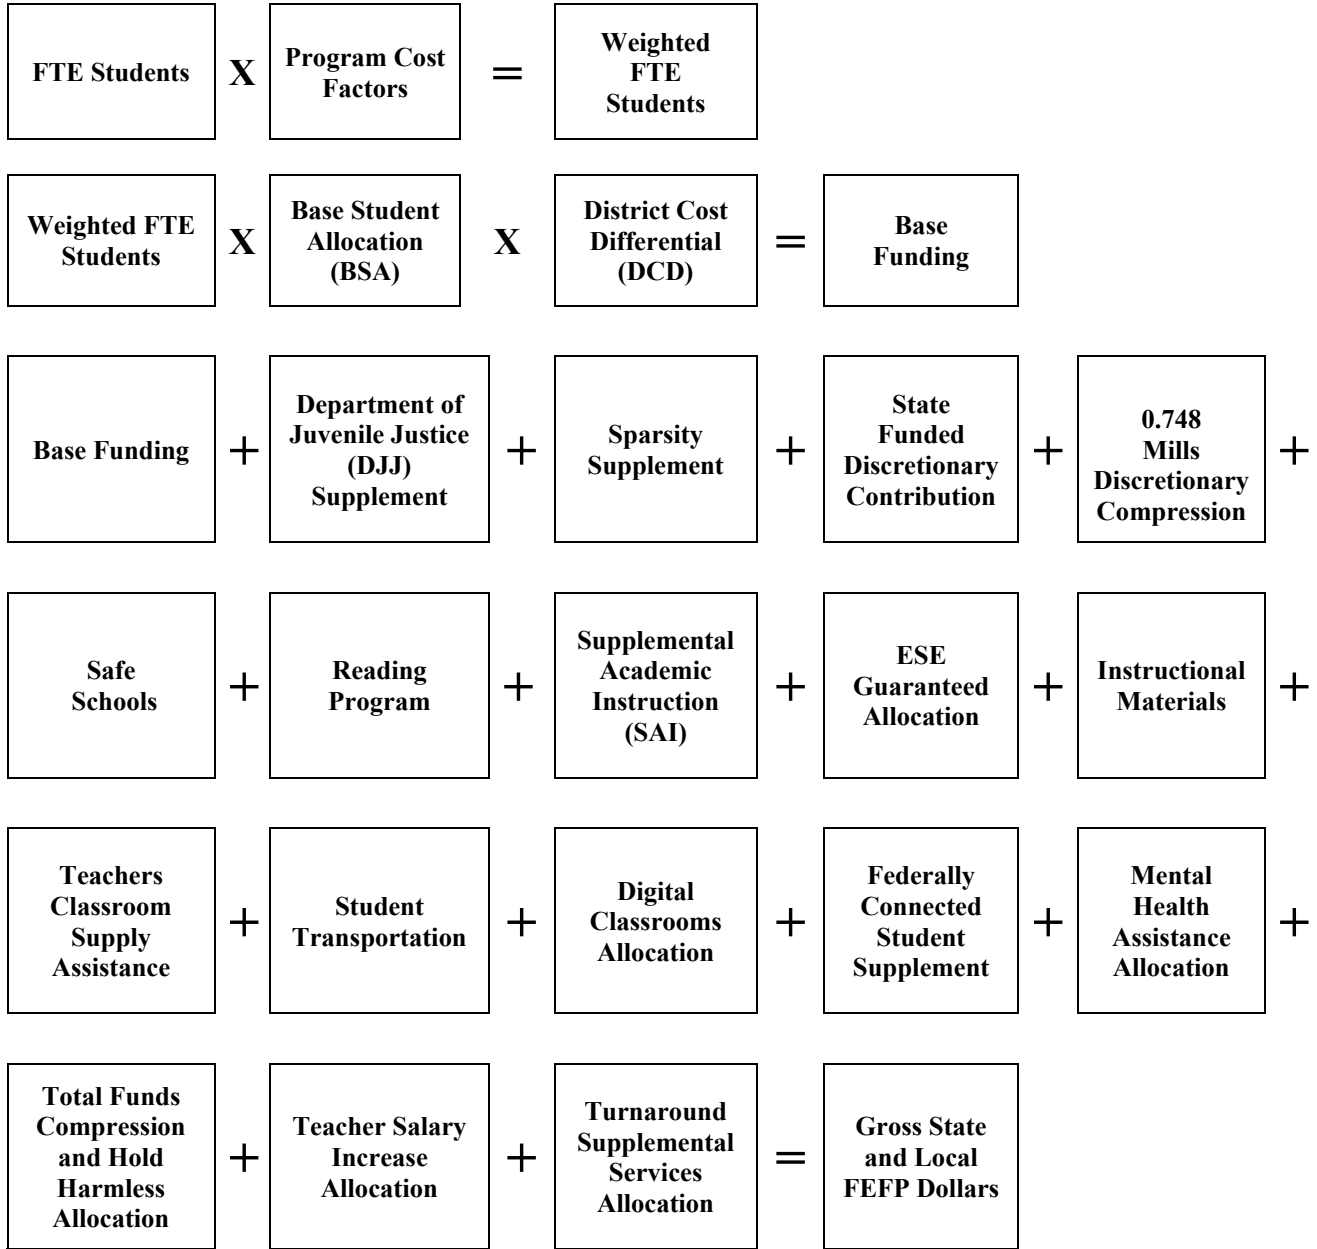 FTE Students
X
Program Cost
Factors
=
Weighted
FTE
Students
Weighted FTE
Students
X
Base Student
Allocation
(BSA)
X
District Cost
Differential
(DCD)
=
Base
Funding
Base Funding
+
Department of
Juvenile Justice
(DJJ)
Supplement
+
Sparsity
Supplement
+
State
Funded
Discretionary
Contribution
+
0.748
Mills
Discretionary
Compression
+
Safe
Schools
+
Reading
Program
+
Supplemental
Academic
Instruction
(SAI)
+
ESE
Guaranteed
Allocation
+
Instructional
Materials
+
Teachers
Classroom
Supply
Assistance
+
Student
Transportation
+
Digital
Classrooms
Allocation
+
Federally
Connected
Student
Supplement
+
Mental
Health
Assistance
Allocation
+
Total Funds
Compression
and Hold
Harmless
Allocation
+
Teacher Salary
Increase
Allocation
+
Turnaround
Supplemental
Services
Allocation
=
Gross State
and Local
FEFP Dollars